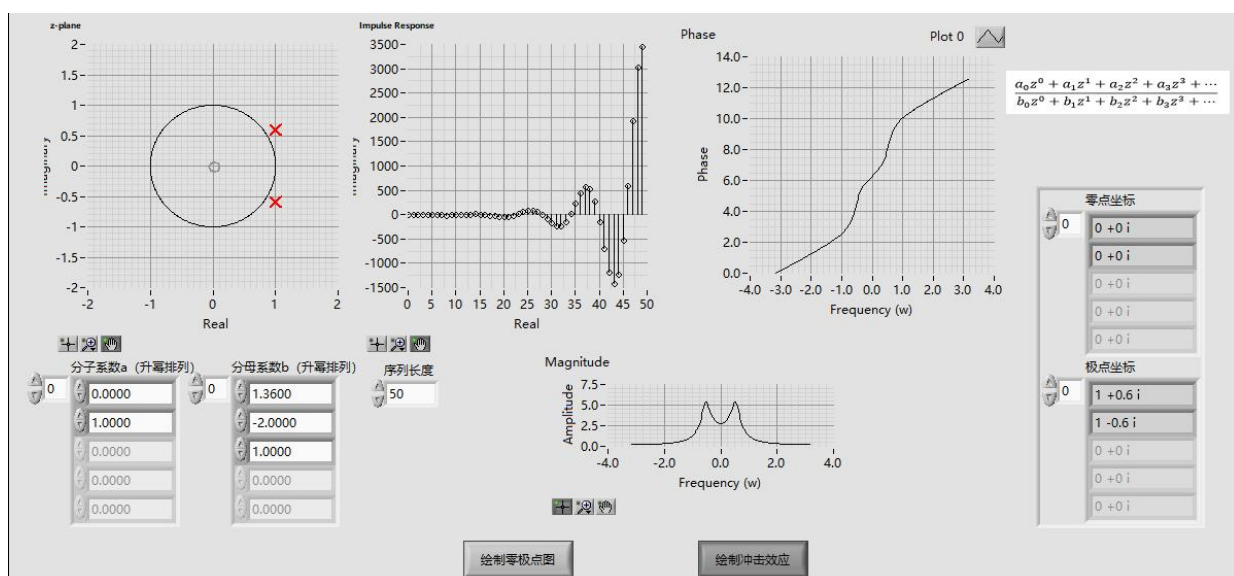 z-plane
2
1.5
1
0.5
0
-0.5
-1
-1.5
-2
-2 -1 0 1 2
Real
Impulse Response
3500
3000
2500
2000
1500
1000
500
0
-500
-1000
-1500
0 5 10 15 20 25 30 35 40 45 50
Real
Phase
Plot 0
14.0
12.0
10.0
8.0
6.0
4.0
2.0
0.0
Phase
-4.0 -3.0 -2.0 -1.0 0.0 1.0 2.0 3.0 4.0
Frequency (w)
a₀z⁰ + a₁z¹ + a₂z² + a₃z³ + ⋯
b₀z⁰ + b₁z¹ + b₂z² + b₃z³ + ⋯
零点坐标
0
0 +0 i
0 +0 i
0 +0 i
0 +0 i
0 +0 i
极点坐标
0
1 +0.6 i
1 -0.6 i
0 +0 i
0 +0 i
0 +0 i
分子系数a（升幂排列）
0
0.0000
1.0000
0.0000
0.0000
0.0000
分母系数b（升幂排列）
0
1.3600
-2.0000
1.0000
0.0000
0.0000
序列长度
50
Magnitude
7.5
5.0
2.5
0.0
Amplitude
-4.0 -2.0 0.0 2.0 4.0
Frequency (w)
绘制零极点图
绘制冲击效应